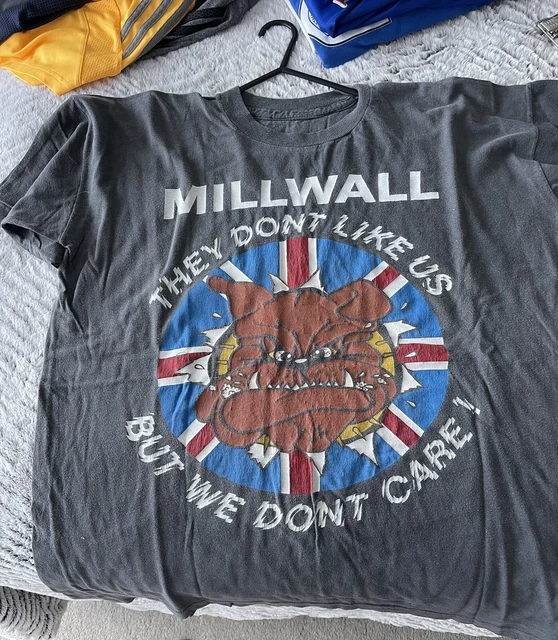 MILLWALL
THEY DONT LIKE US
BUT WE DONT CARE!